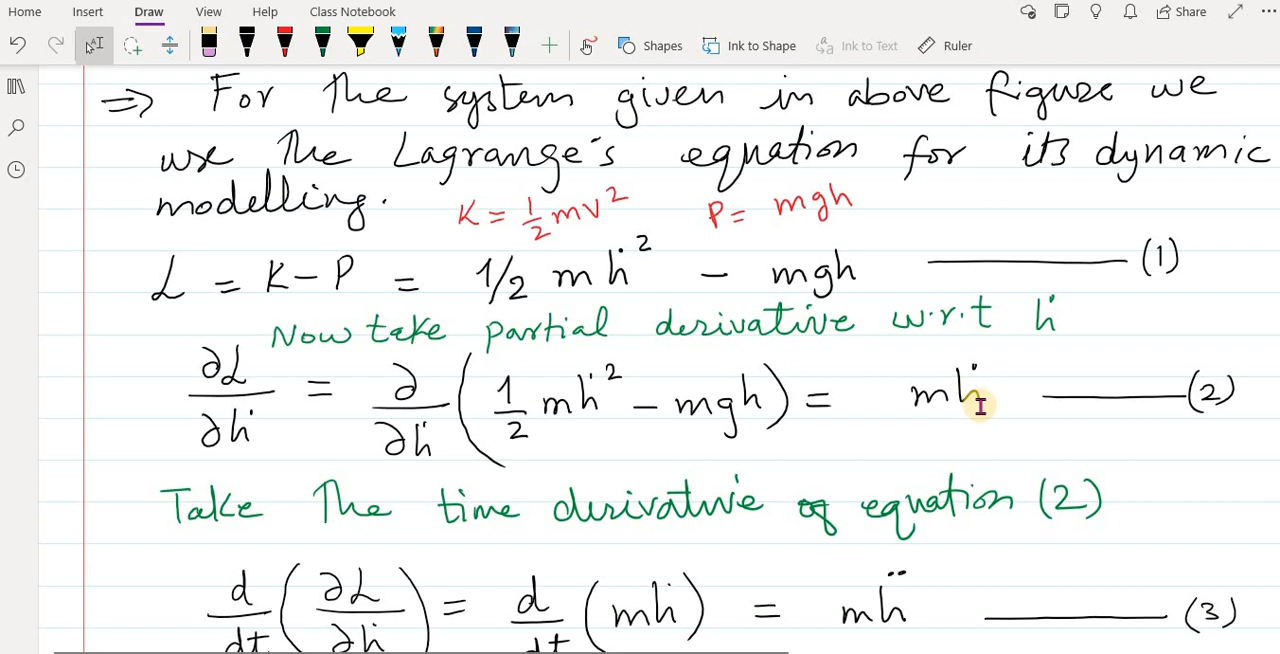 Home Insert Draw View Help Class Notebook Share
Shapes Ink to Shape Ink to Text Ruler
=> For the system given in above figure we
use the Lagrange's equation for its dynamic
modelling. K = 1/2 mv² P = mgh
L = K - P = 1/2 mḣ² - mgh ——— (1)
Now take partial derivative w.r.t ḣ
∂L/∂ḣ = ∂/∂ḣ (1/2 mḣ² - mgh) = mḣ ——— (2)
Take the time derivative of equation (2)
d/dt (∂L/∂ḣ) = d/dt (mḣ) = mḧ ——— (3)